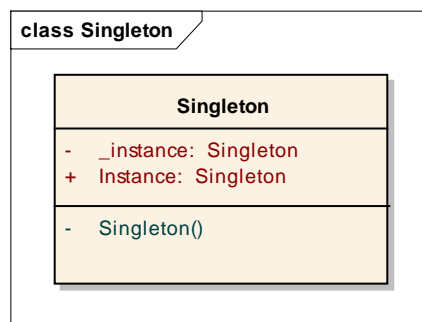 class Singleton
Singleton
- _instance: Singleton
+ Instance: Singleton
- Singleton()